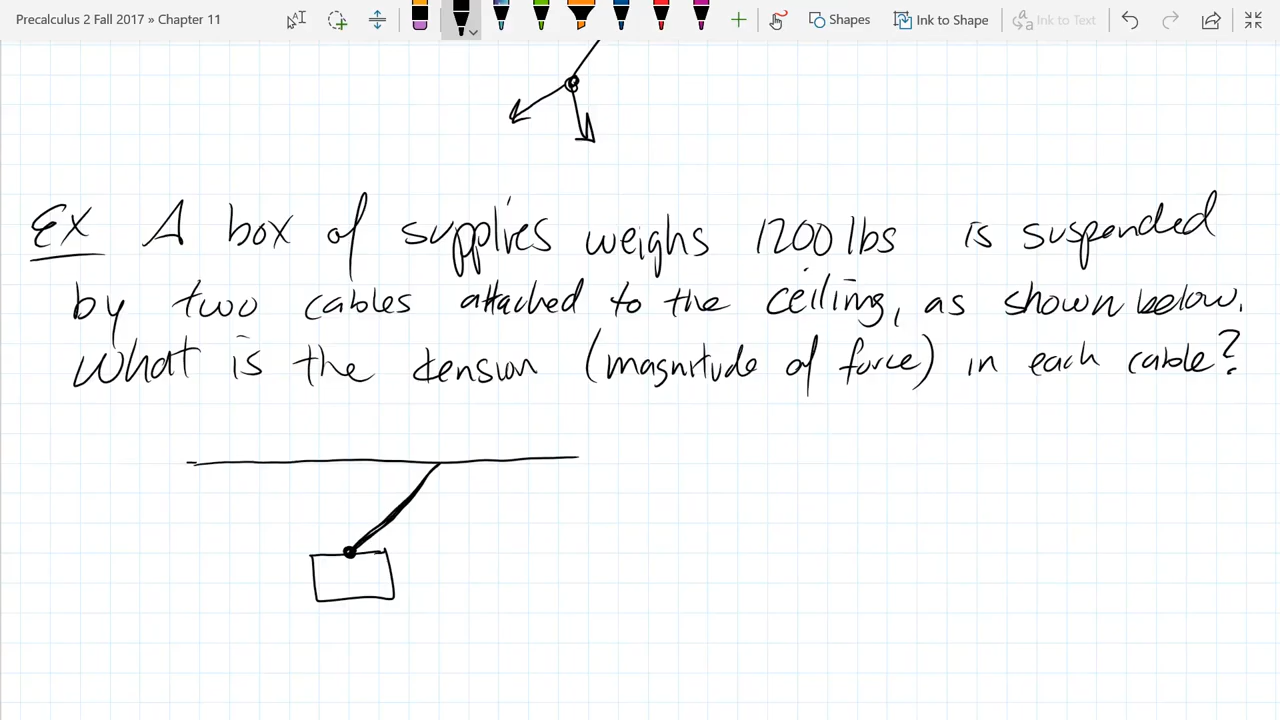 Precalculus 2 Fall 2017 » Chapter 11
Shapes
Ink to Shape
Ink to Text
Ex A box of supplies weighs 1200 lbs is suspended
by two cables attached to the ceiling, as shown below.
What is the tension (magnitude of force) in each cable?